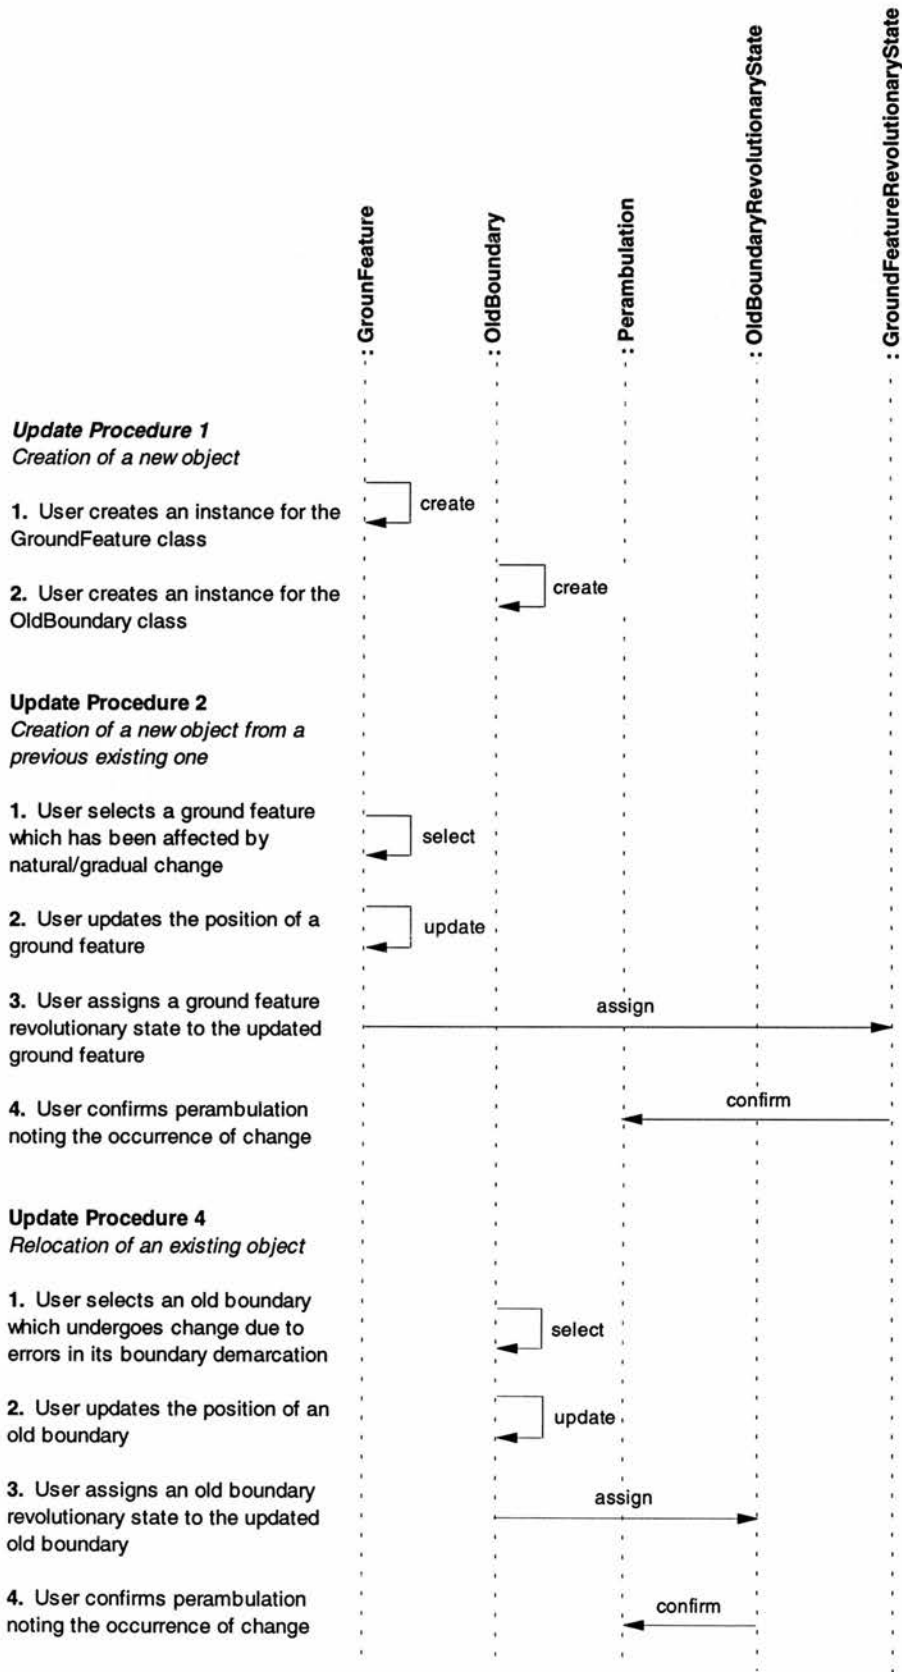 : GrounFeature
: OldBoundary
: Perambulation
: OldBoundaryRevolutionaryState
: GroundFeatureRevolutionaryState
Update Procedure 1
Creation of a new object
1. User creates an instance for the
GroundFeature class
create
2. User creates an instance for the
OldBoundary class
create
Update Procedure 2
Creation of a new object from a
previous existing one
1. User selects a ground feature
which has been affected by
natural/gradual change
select
2. User updates the position of a
ground feature
update
3. User assigns a ground feature
revolutionary state to the updated
ground feature
assign
4. User confirms perambulation
noting the occurrence of change
confirm
Update Procedure 4
Relocation of an existing object
1. User selects an old boundary
which undergoes change due to
errors in its boundary demarcation
select
2. User updates the position of an
old boundary
update
3. User assigns an old boundary
revolutionary state to the updated
old boundary
assign
4. User confirms perambulation
noting the occurrence of change
confirm